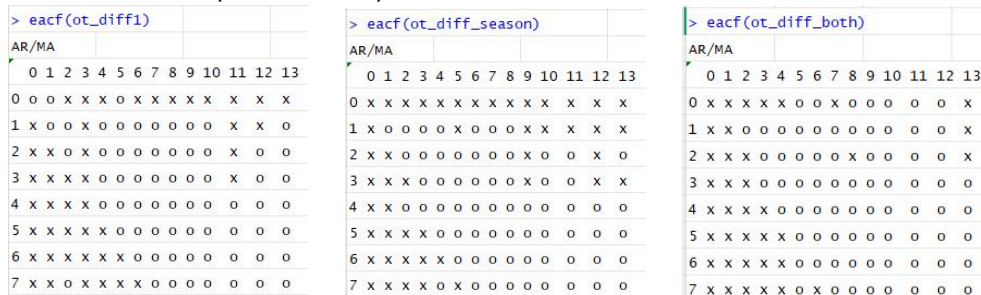 > eacf(ot_diff1)
AR/MA
0 1 2 3 4 5 6 7 8 9 10 11 12 13
0 o o x x x o x x x x x x x x
1 x o o x o o o o o o o x x o
2 x x o x o o o o o o o x o o
3 x x x x o o o o o o o x o o
4 x x x x o o o o o o o o o o
5 x x x x x o o o o o o o o o
6 x x x x x x o o o o o o o o
7 x x o x x x x o o o o o o o
> eacf(ot_diff_season)
AR/MA
0 1 2 3 4 5 6 7 8 9 10 11 12 13
0 x x x x x x x x x x x x x x
1 x o o o o x o o o x x x x x
2 x x o o o o o o o x o o x o
3 x x x o o o o o o x o o x x
4 x x o o o o o o o o o o o o
5 x x x x o o o o o o o o o o
6 x x x x x o o o o o o o o o
7 x x x x o x o o o o o o o o
> eacf(ot_diff_both)
AR/MA
0 1 2 3 4 5 6 7 8 9 10 11 12 13
0 x x x x x o o x o o o o o x
1 x x o o o o o o o o o o o x
2 x x x o o o o o x o o o o x
3 x x x o o o o o o o o o o o
4 x x x x o o o o o o o o o o
5 x x x x x o o o o o o o o o
6 x x x x x o o o o o o o o o
7 x x x x x o x o o x o o o o